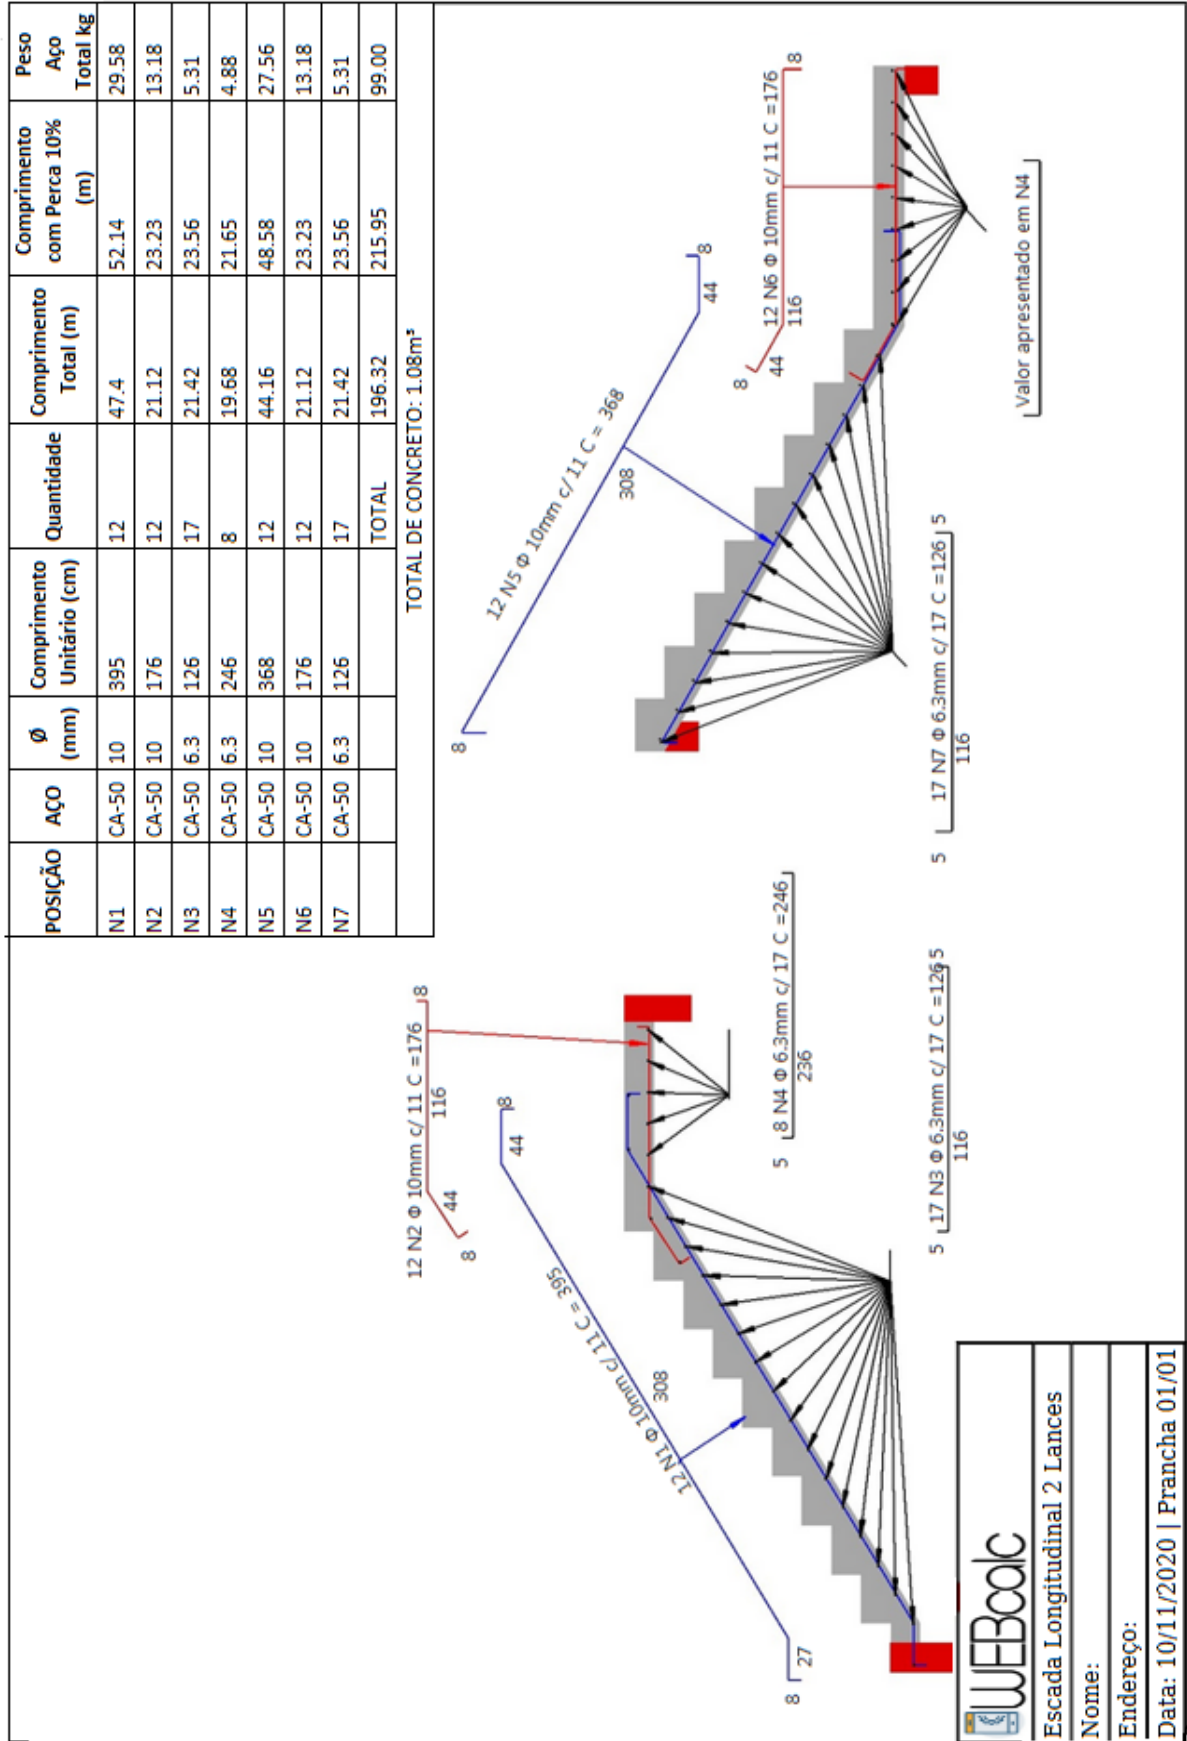 POSIÇÃO AÇO Ø (mm) Comprimento Unitário (cm) Quantidade Comprimento Total (m) Comprimento com Perca 10% (m) Peso Aço Total kg
N1 CA-50 10 395 12 47.4 52.14 29.58
N2 CA-50 10 176 12 21.12 23.23 13.18
N3 CA-50 6.3 126 17 21.42 23.56 5.31
N4 CA-50 6.3 246 8 19.68 21.65 4.88
N5 CA-50 10 368 12 44.16 48.58 27.56
N6 CA-50 10 176 12 21.12 23.23 13.18
N7 CA-50 6.3 126 17 21.42 23.56 5.31
TOTAL 196.32 215.95 99.00
TOTAL DE CONCRETO: 1.08m³
12 N2 Φ 10mm c/ 11 C =176
8
44
116
8
12 N1 Φ 10mm c/ 11 C = 395
8
27
308
44
8
5
8 N4 Φ 6.3mm c/ 17 C =246
236
5
17 N3 Φ 6.3mm c/ 17 C =126
5
116
12 N5 Φ 10mm c/ 11 C = 368
8
308
44
8
12 N6 Φ 10mm c/ 11 C =176
8
44
116
8
5
17 N7 Φ 6.3mm c/ 17 C =126
5
116
Valor apresentado em N4
WEBcalc
Escada Longitudinal 2 Lances
Nome:
Endereço:
Data: 10/11/2020 | Prancha 01/01